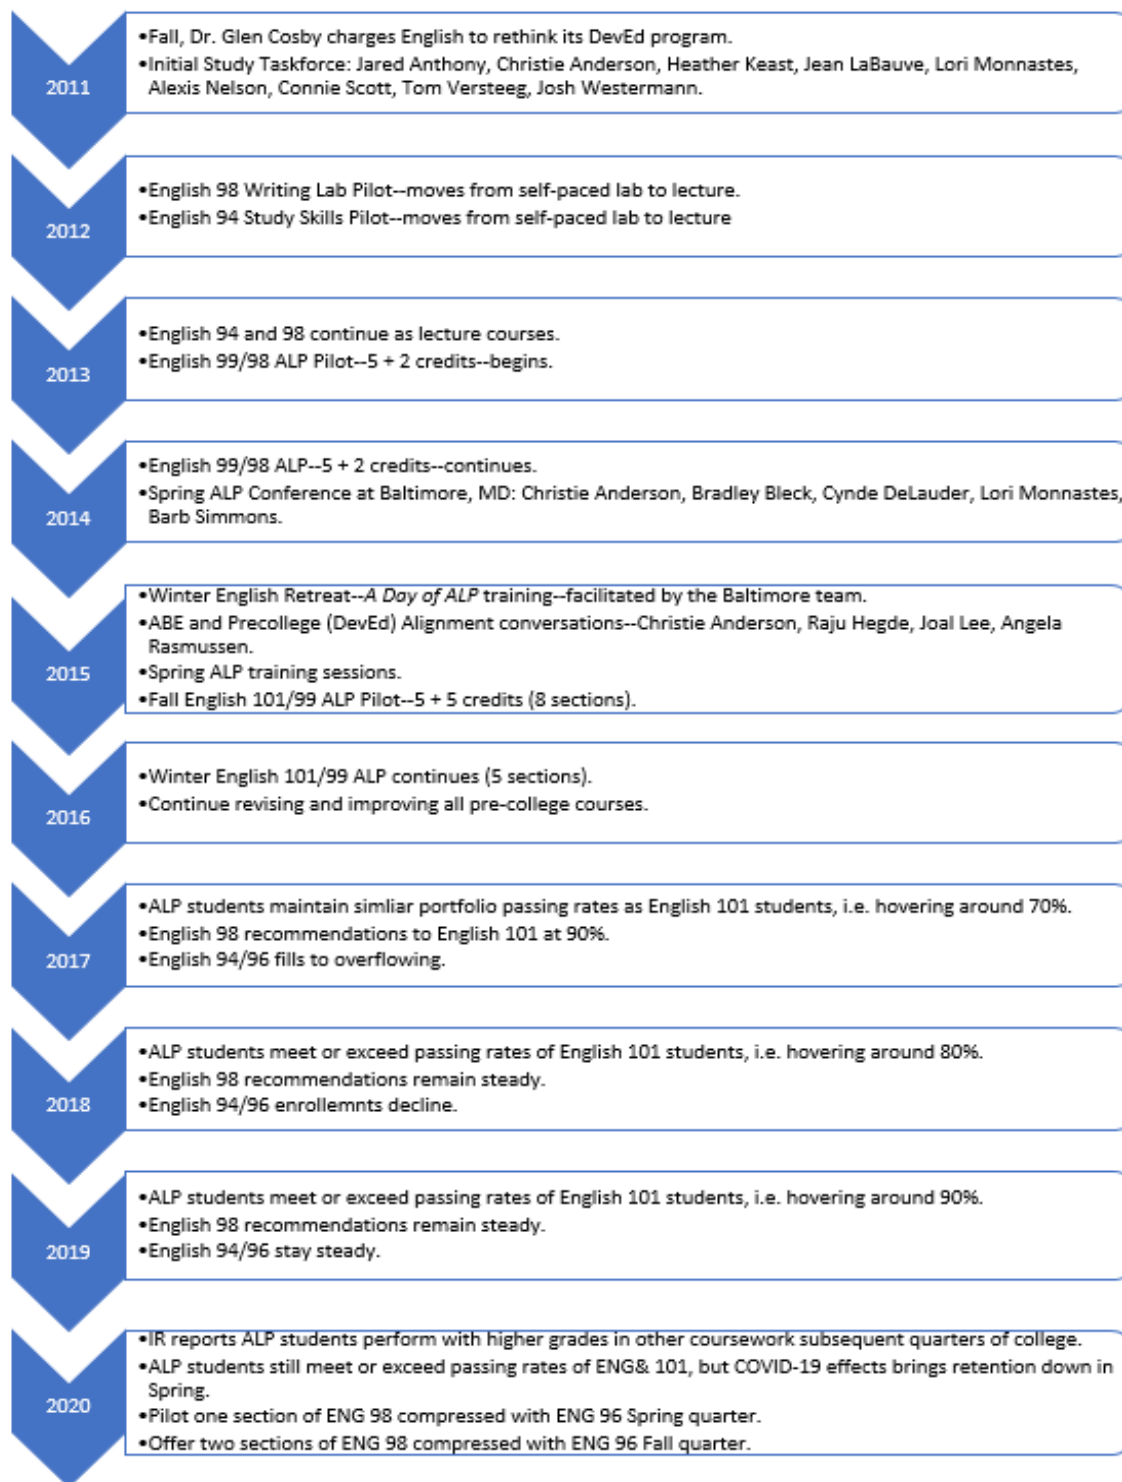 2011
•Fall, Dr. Glen Cosby charges English to rethink its DevEd program.
•Initial Study Taskforce: Jared Anthony, Christie Anderson, Heather Keast, Jean LaBauve, Lori Monnastes,
Alexis Nelson, Connie Scott, Tom Versteeg, Josh Westermann.
2012
•English 98 Writing Lab Pilot--moves from self-paced lab to lecture.
•English 94 Study Skills Pilot--moves from self-paced lab to lecture
2013
•English 94 and 98 continue as lecture courses.
•English 99/98 ALP Pilot--5 + 2 credits--begins.
2014
•English 99/98 ALP--5 + 2 credits--continues.
•Spring ALP Conference at Baltimore, MD: Christie Anderson, Bradley Bleck, Cynde DeLauder, Lori Monnastes,
Barb Simmons.
2015
•Winter English Retreat--A Day of ALP training--facilitated by the Baltimore team.
•ABE and Precollege (DevEd) Alignment conversations--Christie Anderson, Raju Hegde, Joal Lee, Angela
Rasmussen.
•Spring ALP training sessions.
•Fall English 101/99 ALP Pilot--5 + 5 credits (8 sections).
2016
•Winter English 101/99 ALP continues (5 sections).
•Continue revising and improving all pre-college courses.
2017
•ALP students maintain simliar portfolio passing rates as English 101 students, i.e. hovering around 70%.
•English 98 recommendations to English 101 at 90%.
•English 94/96 fills to overflowing.
2018
•ALP students meet or exceed passing rates of English 101 students, i.e. hovering around 80%.
•English 98 recommendations remain steady.
•English 94/96 enrollemnts decline.
2019
•ALP students meet or exceed passing rates of English 101 students, i.e. hovering around 90%.
•English 98 recommendations remain steady.
•English 94/96 stay steady.
2020
•IR reports ALP students perform with higher grades in other coursework subsequent quarters of college.
•ALP students still meet or exceed passing rates of ENG& 101, but COVID-19 effects brings retention down in
Spring.
•Pilot one section of ENG 98 compressed with ENG 96 Spring quarter.
•Offer two sections of ENG 98 compressed with ENG 96 Fall quarter.